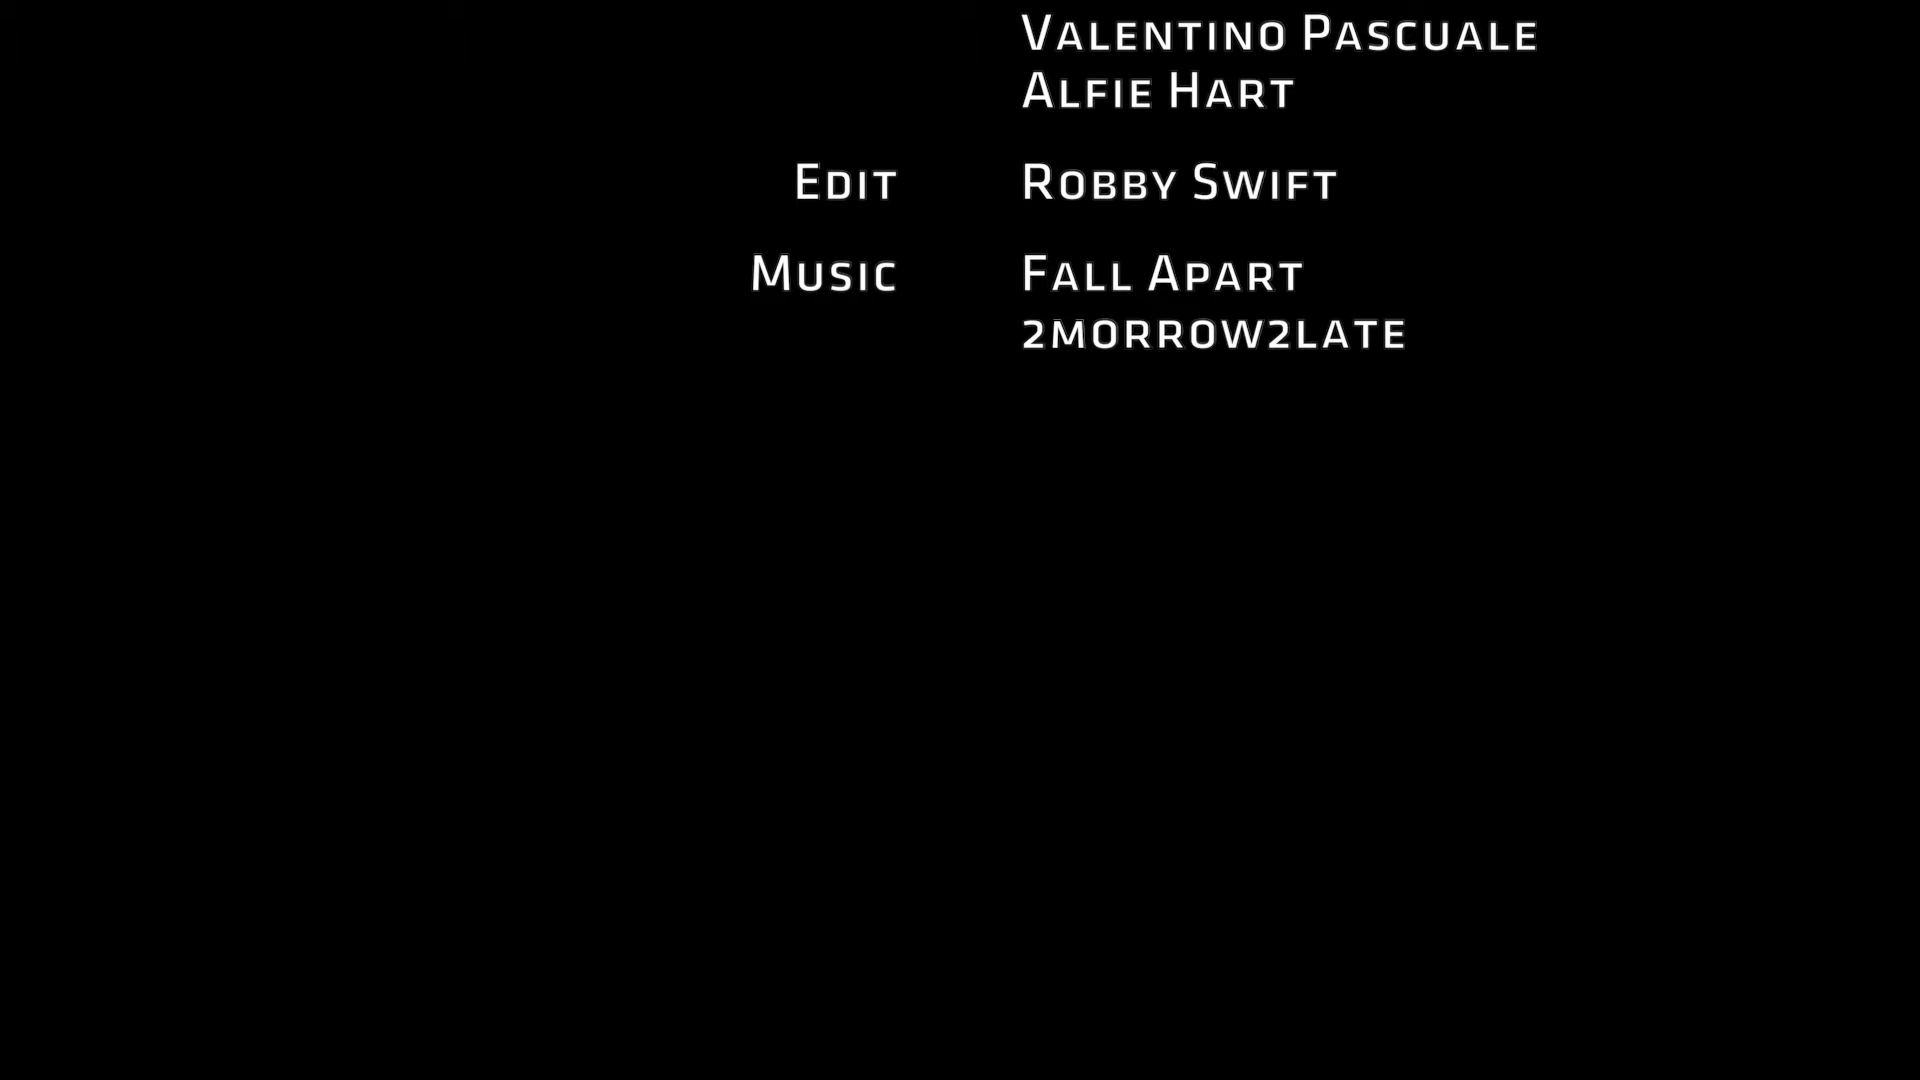 Valentino Pascuale
Alfie Hart
Edit Robby Swift
Music Fall Apart
2morrow2late